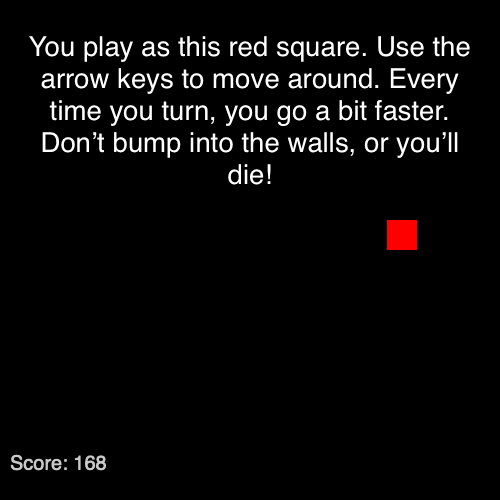 You play as this red square. Use the
arrow keys to move around. Every
time you turn, you go a bit faster.
Don’t bump into the walls, or you’ll
die!
Score: 168